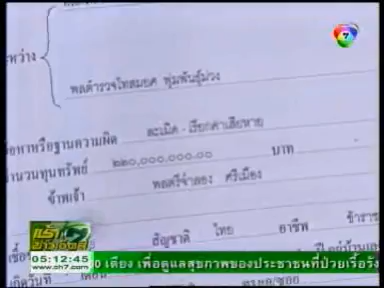 7
ะหว่าง
พลตำรวจโทสมยศ พุ่มพันธุ์ม่วง
อหาหรือฐานความผิด ละเมิด - เรียกค่าเสียหาย
ำนวนทุนทรัพย์ ๒๒๐,๐๐๐,๐๐๐.๐๐ บาท
ข้าพเจ้า พลตรีจำลอง ศรีเมือง
เชื้อ สัญชาติ ไทย อาชีพ ข้ารา
05:12:45
www.ch7.com
0 เตียง เพื่อดูแลสุขภาพของประชาชนที่ป่วยเรื้อรัง